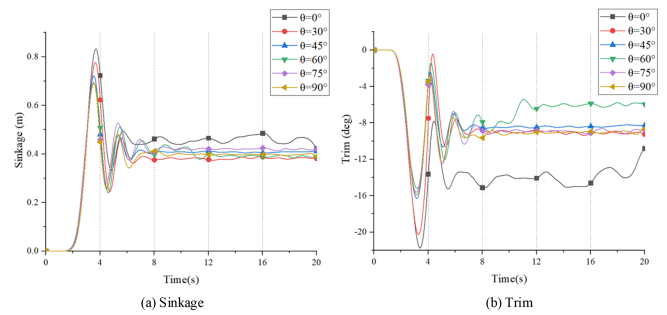 θ=0°
θ=30°
θ=45°
θ=60°
θ=75°
θ=90°
0.8
0.6
0.4
0.2
0.0
Sinkage (m)
0 4 8 12 16 20
Time(s)
(a) Sinkage
θ=0°
θ=30°
θ=45°
θ=60°
θ=75°
θ=90°
0
-4
-8
-12
-16
-20
Trim (deg)
0 4 8 12 16 20
Time(s)
(b) Trim